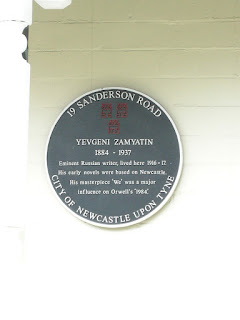 19 SANDERSON ROAD
YEVGENI ZAMYATIN
1884 - 1937
Eminent Russian writer, lived here 1916 - 17
His early novels were based on Newcastle.
His masterpiece 'We' was a major
influence on Orwell's '1984'.
CITY OF NEWCASTLE UPON TYNE